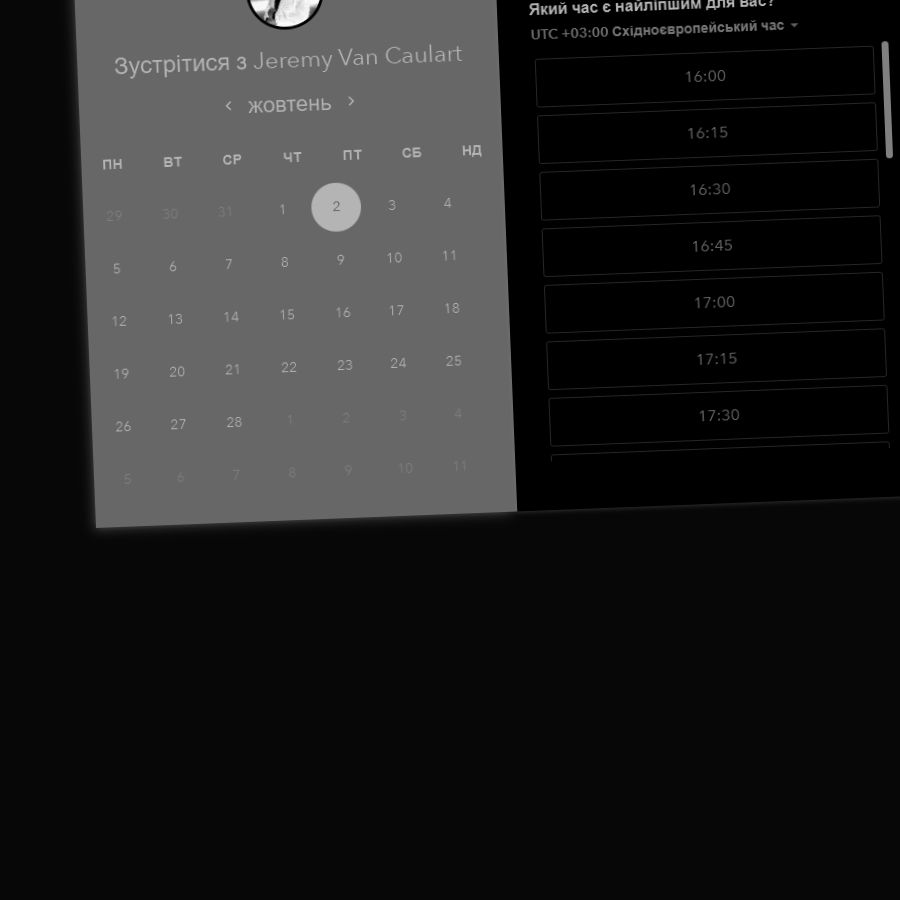 Зустрітися з Jeremy Van Caulart
‹ жовтень ›
ПН ВТ СР ЧТ ПТ СБ НД
29 30 31 1 2 3 4
5 6 7 8 9 10 11
12 13 14 15 16 17 18
19 20 21 22 23 24 25
26 27 28 1 2 3 4
5 6 7 8 9 10 11
Який час є найліпшим для вас?
UTC +03:00 Східноєвропейський час
16:00
16:15
16:30
16:45
17:00
17:15
17:30